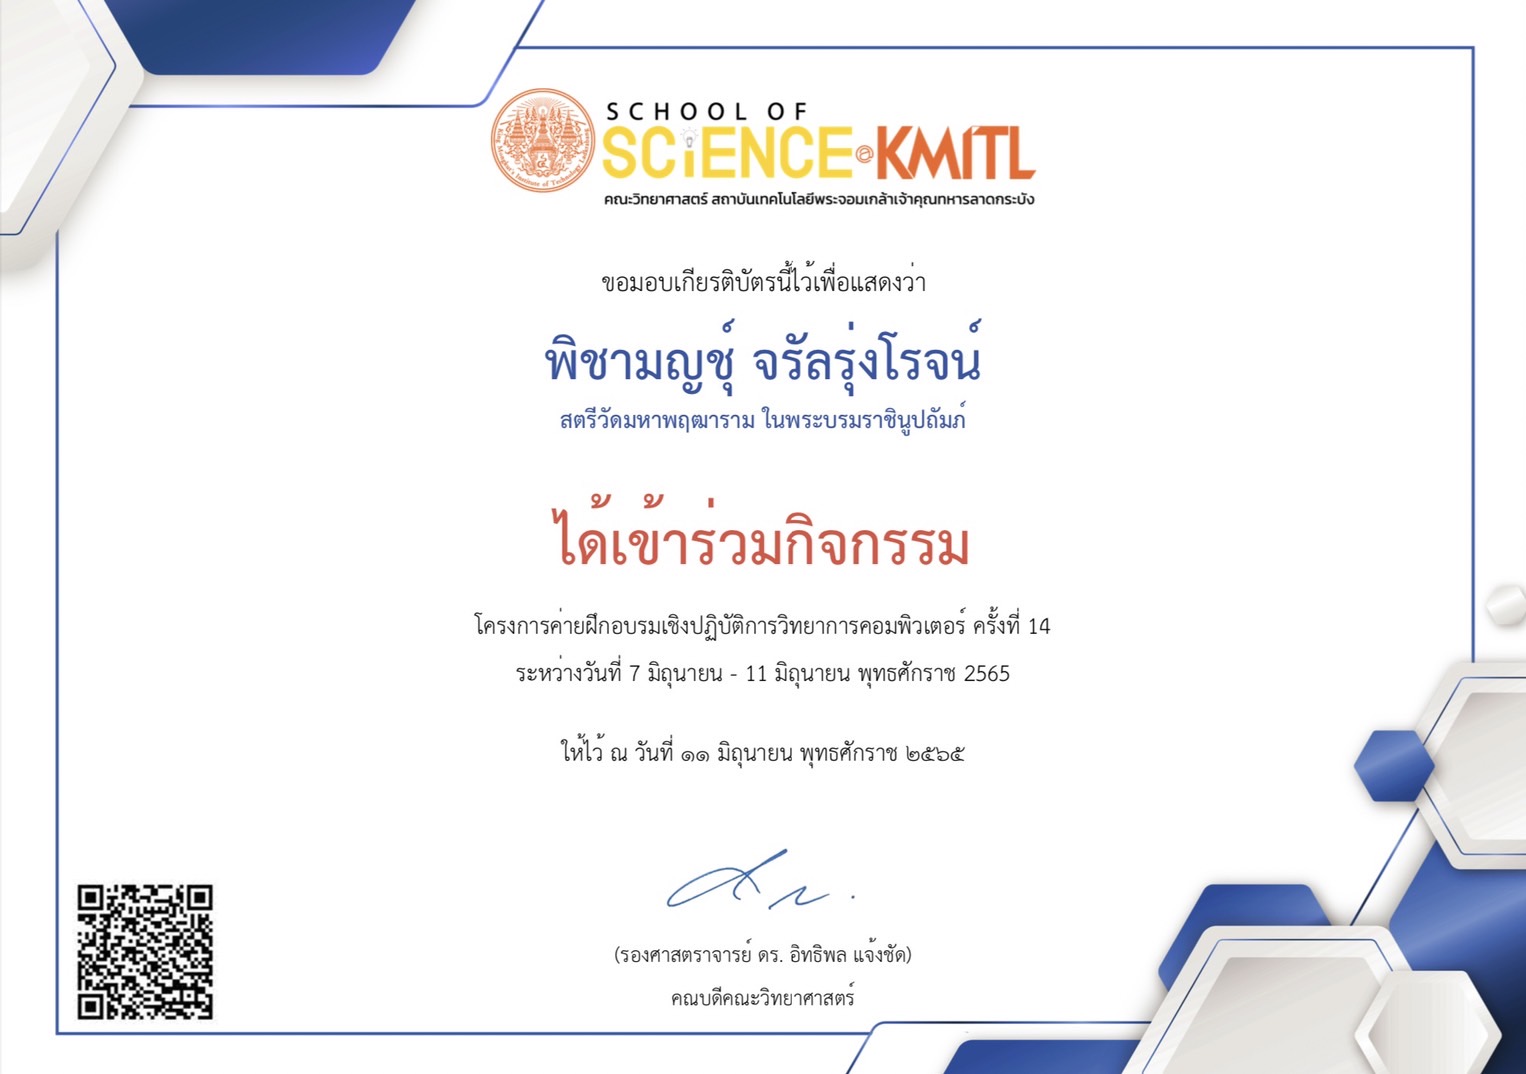 SCHOOL OF
SCiENCE@KMITL
คณะวิทยาศาสตร์ สถาบันเทคโนโลยีพระจอมเกล้าเจ้าคุณทหารลาดกระบัง
ขอมอบเกียรติบัตรนี้ไว้เพื่อแสดงว่า
พิชามญชุ์ จรัลรุ่งโรจน์
สตรีวัดมหาพฤฒาราม ในพระบรมราชินูปถัมภ์
ได้เข้าร่วมกิจกรรม
โครงการค่ายฝึกอบรมเชิงปฏิบัติการวิทยาการคอมพิวเตอร์ ครั้งที่ 14
ระหว่างวันที่ 7 มิถุนายน - 11 มิถุนายน พุทธศักราช 2565
ให้ไว้ ณ วันที่ ๑๑ มิถุนายน พุทธศักราช ๒๕๖๕
(รองศาสตราจารย์ ดร. อิทธิพล แจ้งชัด)
คณบดีคณะวิทยาศาสตร์